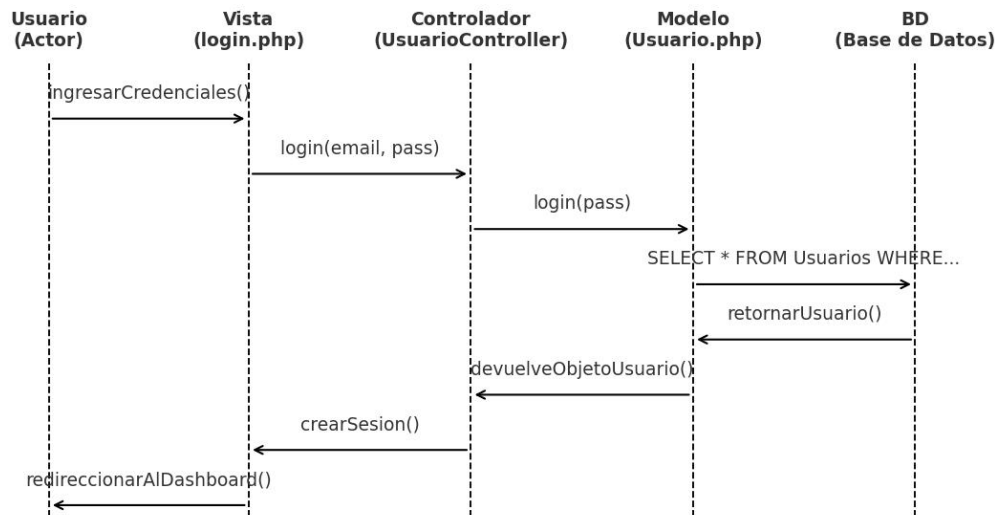 Usuario
(Actor)
Vista
(login.php)
Controlador
(UsuarioController)
Modelo
(Usuario.php)
BD
(Base de Datos)
ingresarCredenciales()
login(email, pass)
login(pass)
SELECT * FROM Usuarios WHERE...
retornarUsuario()
devuelveObjetoUsuario()
crearSesion()
redireccionarAlDashboard()